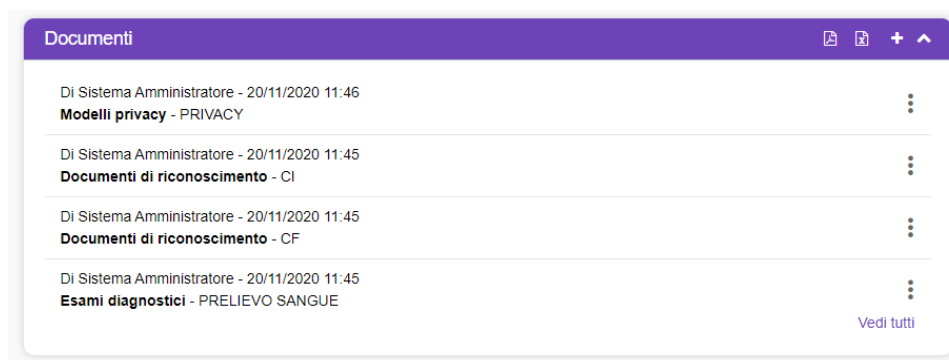 Documenti
Di Sistema Amministratore - 20/11/2020 11:46
Modelli privacy - PRIVACY
Di Sistema Amministratore - 20/11/2020 11:45
Documenti di riconoscimento - CI
Di Sistema Amministratore - 20/11/2020 11:45
Documenti di riconoscimento - CF
Di Sistema Amministratore - 20/11/2020 11:45
Esami diagnostici - PRELIEVO SANGUE
Vedi tutti